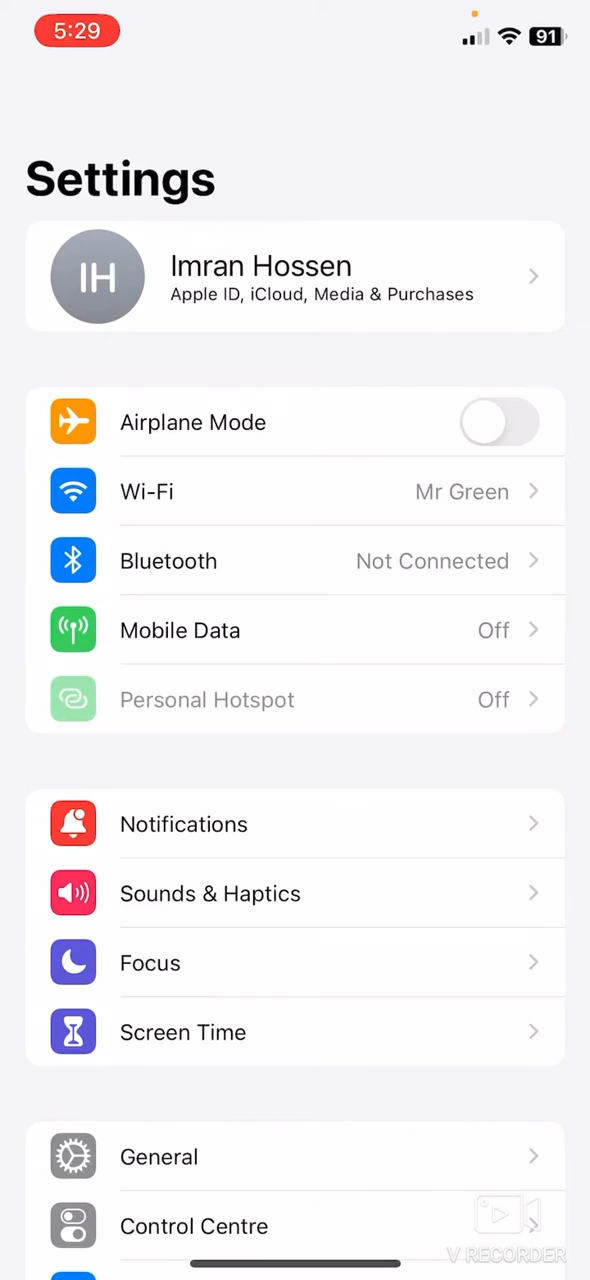 5:29
91
Settings
IH
Imran Hossen
Apple ID, iCloud, Media & Purchases
Airplane Mode
Wi-Fi Mr Green
Bluetooth Not Connected
Mobile Data Off
Personal Hotspot Off
Notifications
Sounds & Haptics
Focus
Screen Time
General
Control Centre
V RECORDER